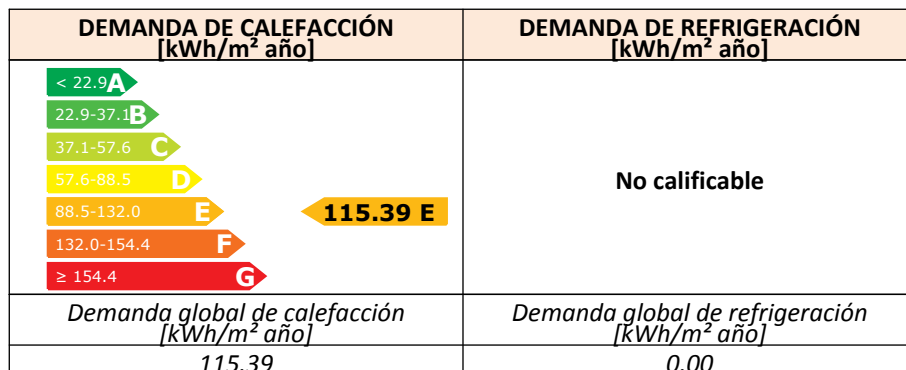 DEMANDA DE CALEFACCIÓN
[kWh/m² año]
DEMANDA DE REFRIGERACIÓN
[kWh/m² año]
< 22.9 A
22.9-37.1 B
37.1-57.6 C
57.6-88.5 D
88.5-132.0 E
115.39 E
132.0-154.4 F
≥ 154.4 G
No calificable
Demanda global de calefacción
[kWh/m² año]
Demanda global de refrigeración
[kWh/m² año]
115.39
0.00